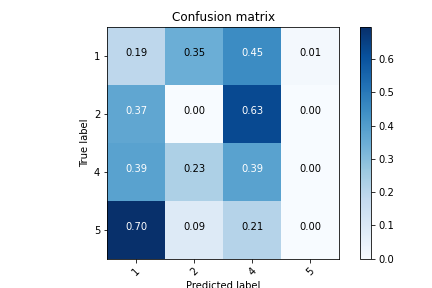 Confusion matrix
True label
1 0.19 0.35 0.45 0.01
2 0.37 0.00 0.63 0.00
4 0.39 0.23 0.39 0.00
5 0.70 0.09 0.21 0.00
1 2 4 5
Predicted label
0.6
0.5
0.4
0.3
0.2
0.1
0.0